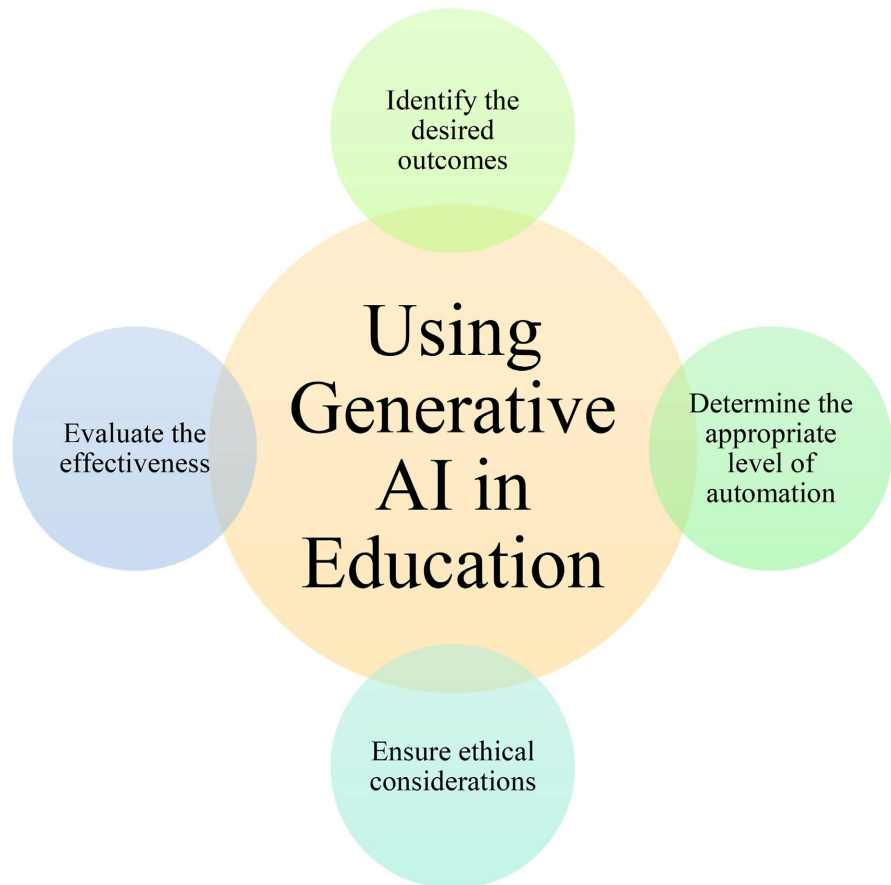 Identify the
desired
outcomes
Using
Generative
AI in
Education
Determine the
appropriate
level of
automation
Ensure ethical
considerations
Evaluate the
effectiveness